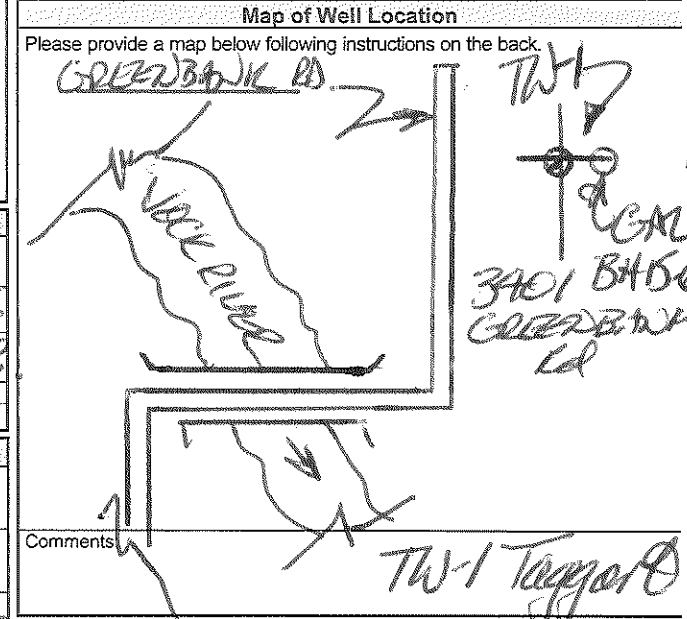 Map of Well Location
Please provide a map below following instructions on the back.
GREENBANK RD
TW-1
JOCK RIVER
3401
GREENBANK
Rd
Comments
TW-1 Tagged